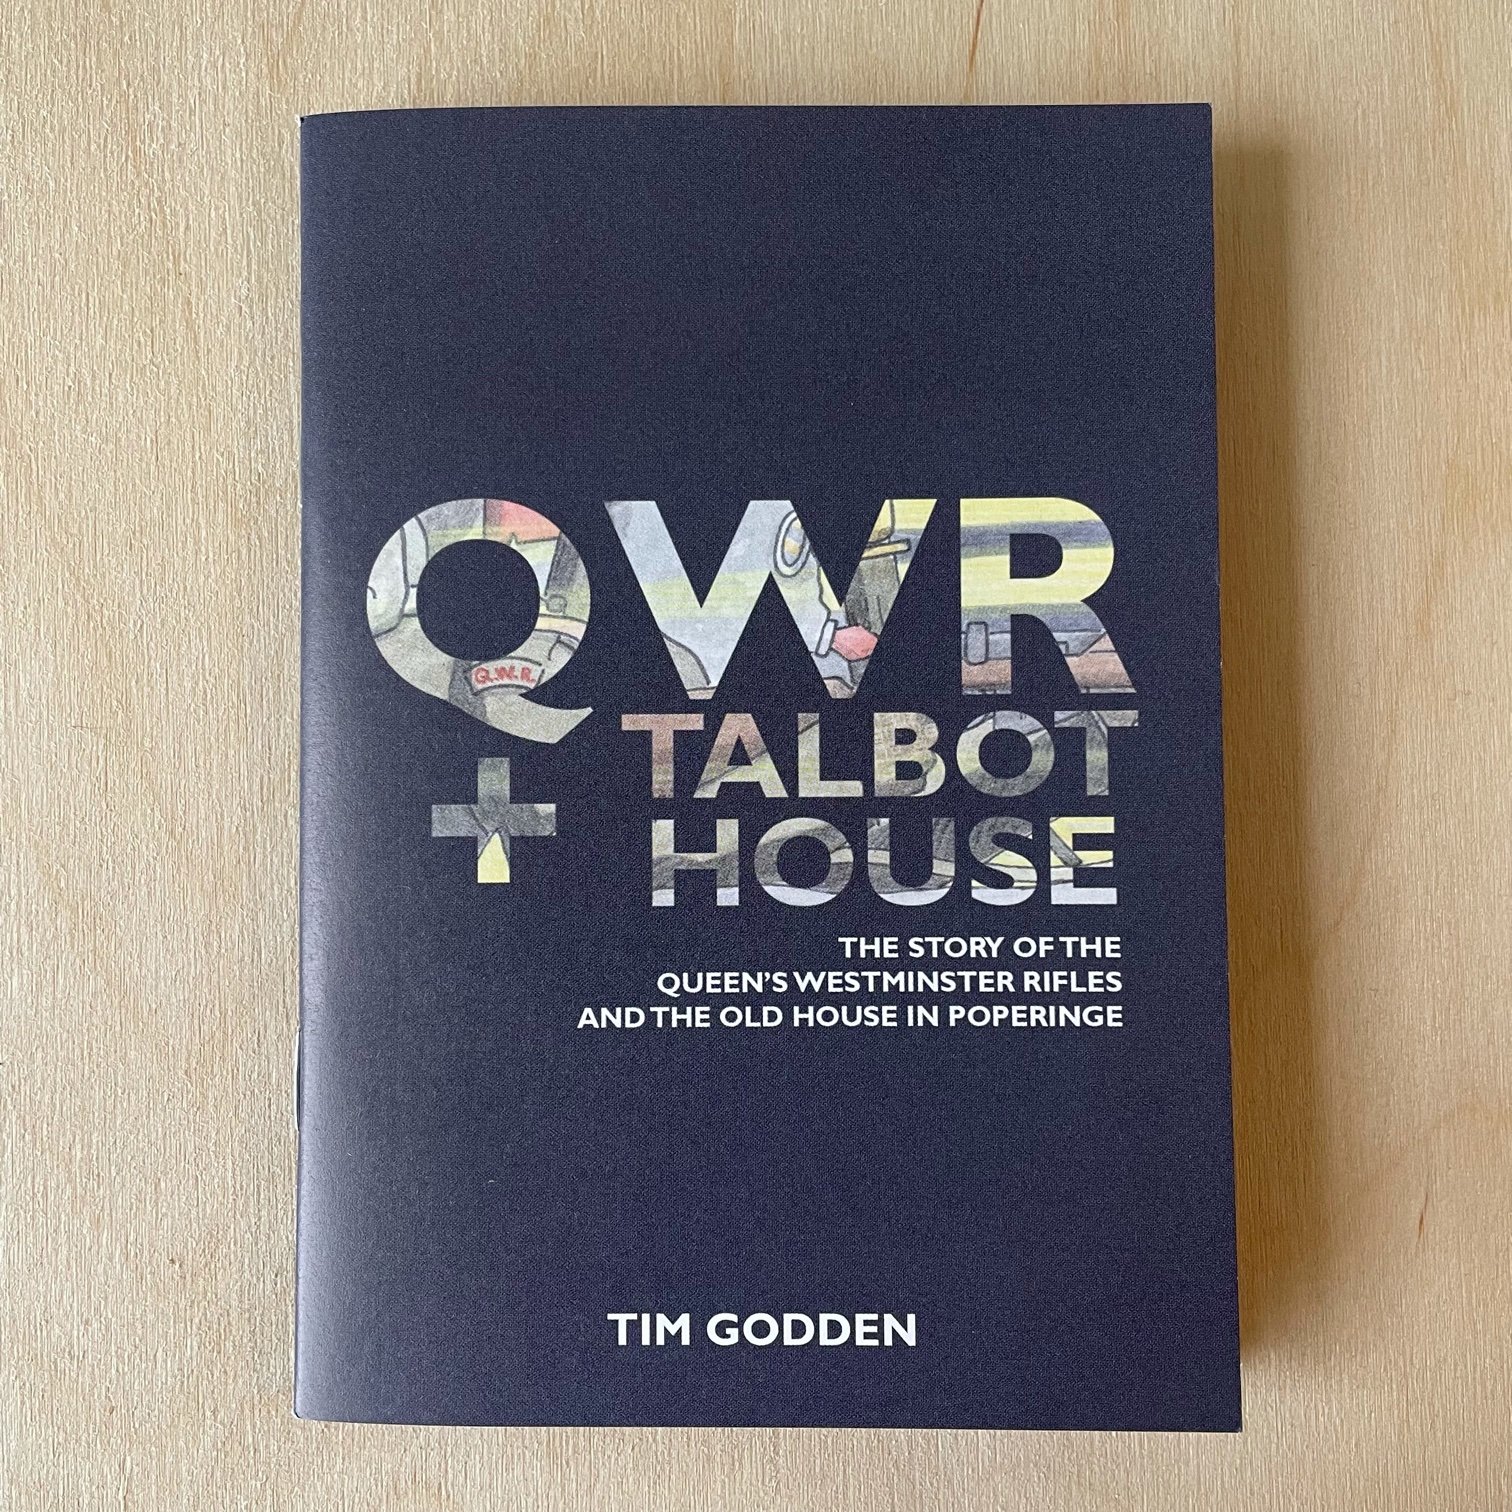 QWR
Q.W.R.
+ TALBOT
HOUSE
THE STORY OF THE
QUEEN'S WESTMINSTER RIFLES
AND THE OLD HOUSE IN POPERINGE
TIM GODDEN